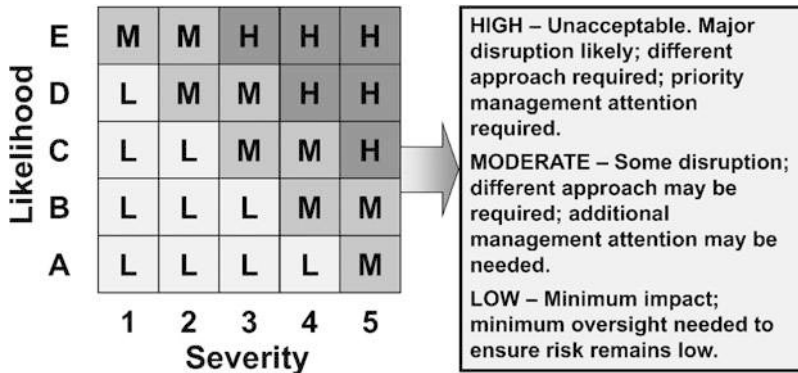 Likelihood
E M M H H H
D L M M H H
C L L M M H
B L L L M M
A L L L L M
1 2 3 4 5
Severity
HIGH – Unacceptable. Major
disruption likely; different
approach required; priority
management attention
required.
MODERATE – Some disruption;
different approach may be
required; additional
management attention may be
needed.
LOW – Minimum impact;
minimum oversight needed to
ensure risk remains low.